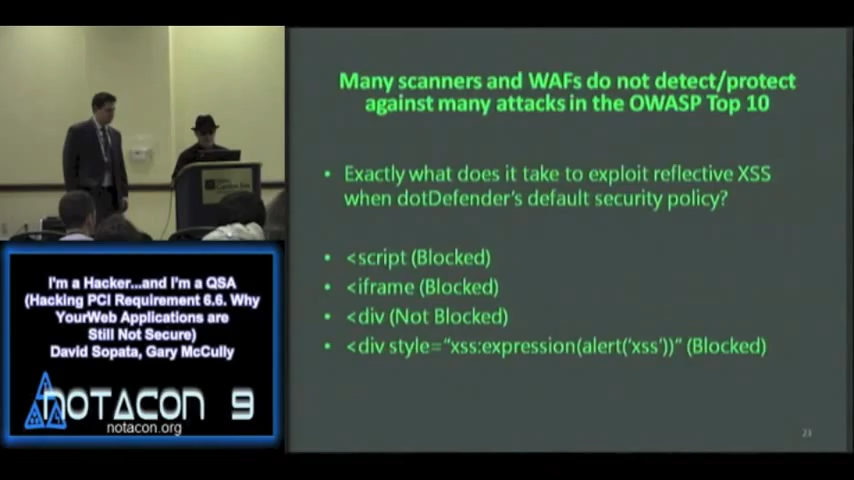 Many scanners and WAFs do not detect/protect
against many attacks in the OWASP Top 10
• Exactly what does it take to exploit reflective XSS
when dotDefender's default security policy?
• <script (Blocked)
• <iframe (Blocked)
• <div (Not Blocked)
• <div style="xss:expression(alert('xss'))" (Blocked)
23
I'm a Hacker...and I'm a QSA
(Hacking PCI Requirement 6.6. Why
YourWeb Applications are
Still Not Secure)
David Sopata, Gary McCully
NOTACON 9
notacon.org